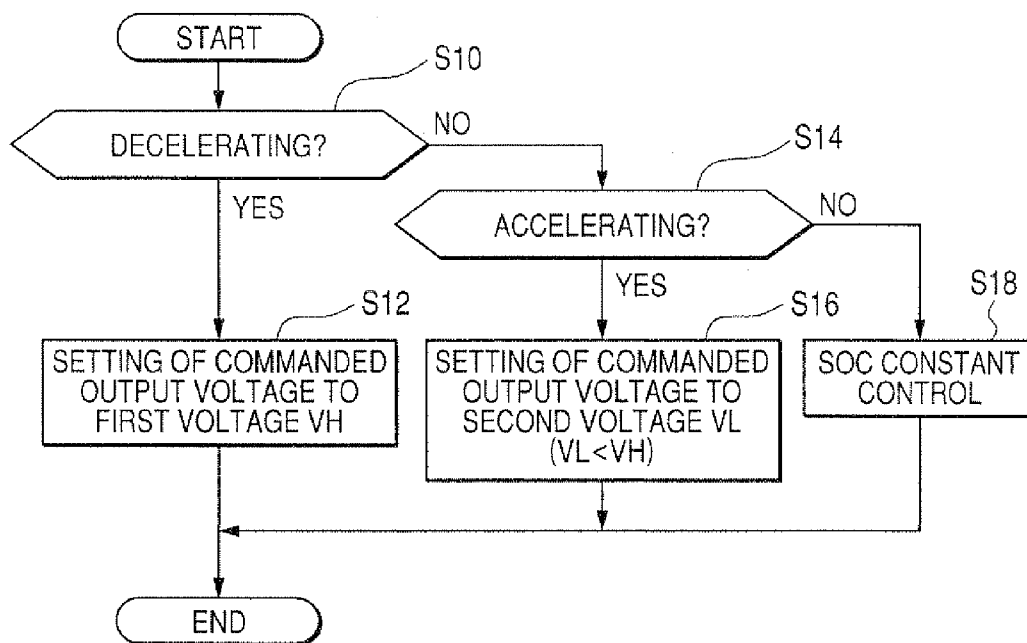 START
S10
DECELERATING?
NO
S14
YES
ACCELERATING?
NO
YES
S12
S16
S18
SETTING OF COMMANDED
OUTPUT VOLTAGE TO
FIRST VOLTAGE VH
SETTING OF COMMANDED
OUTPUT VOLTAGE TO
SECOND VOLTAGE VL
(VL<VH)
SOC CONSTANT
CONTROL
END